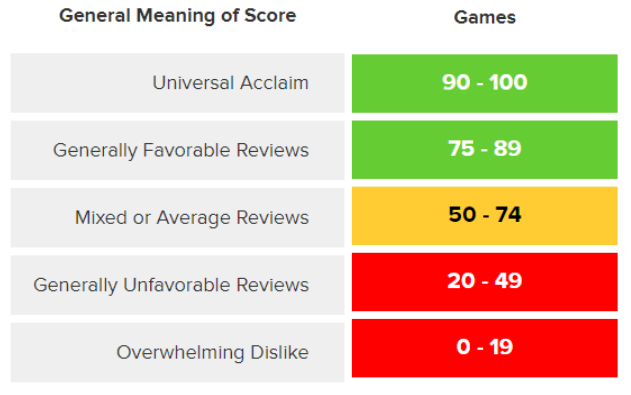 General Meaning of Score Games
Universal Acclaim 90 - 100
Generally Favorable Reviews 75 - 89
Mixed or Average Reviews 50 - 74
Generally Unfavorable Reviews 20 - 49
Overwhelming Dislike 0 - 19